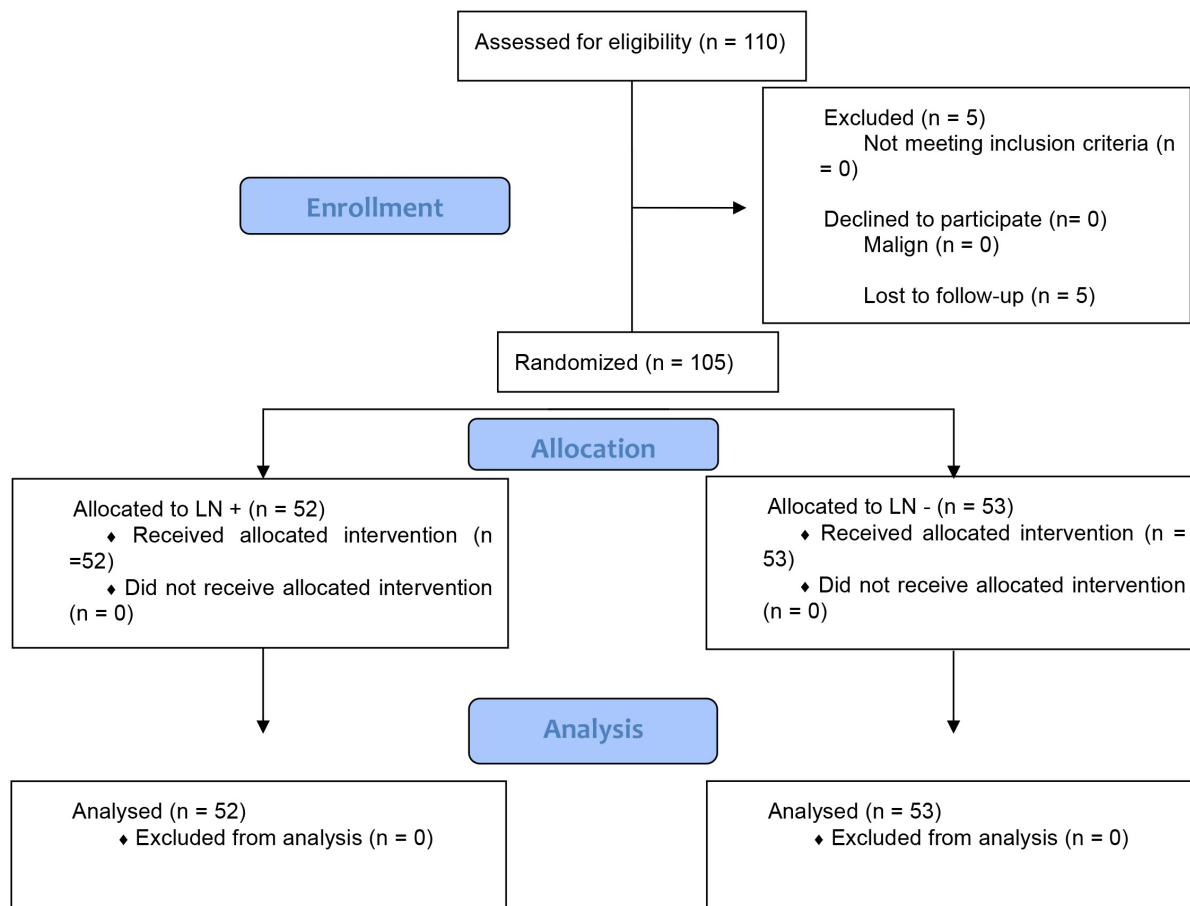 Assessed for eligibility (n = 110)
Excluded (n = 5)
Not meeting inclusion criteria (n
= 0)
Declined to participate (n= 0)
Malign (n = 0)
Lost to follow-up (n = 5)
Enrollment
Randomized (n = 105)
Allocation
Allocated to LN + (n = 52)
♦ Received allocated intervention (n
=52)
♦ Did not receive allocated intervention
(n = 0)
Allocated to LN - (n = 53)
♦ Received allocated intervention (n =
53)
♦ Did not receive allocated intervention
(n = 0)
Analysis
Analysed (n = 52)
♦ Excluded from analysis (n = 0)
Analysed (n = 53)
♦ Excluded from analysis (n = 0)